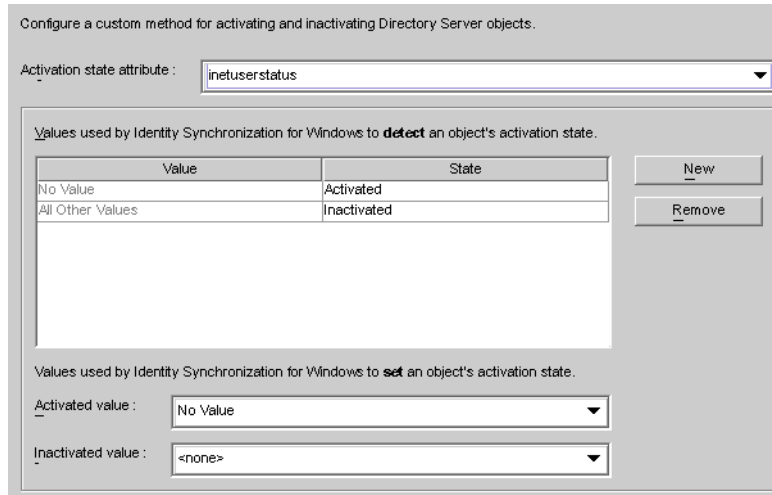 Configure a custom method for activating and inactivating Directory Server objects.
Activation state attribute : inetuserstatus
Values used by Identity Synchronization for Windows to detect an object's activation state.
Value State New
No Value Activated
All Other Values Inactivated Remove
Values used by Identity Synchronization for Windows to set an object's activation state.
Activated value : No Value
Inactivated value : <none>